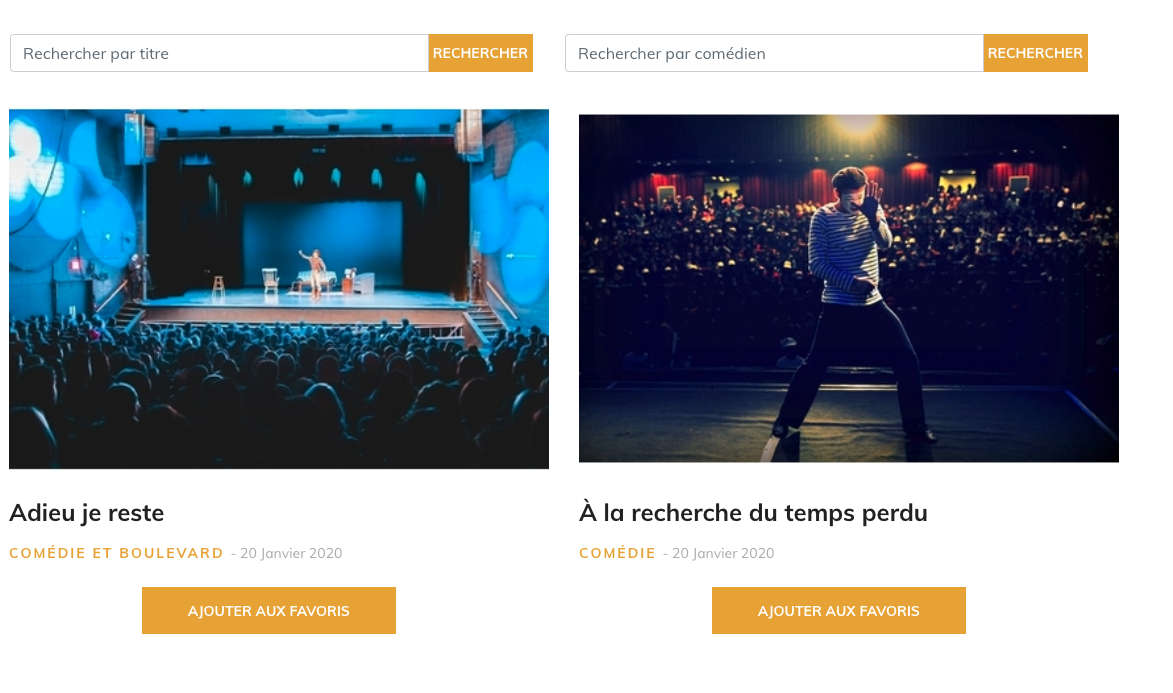 Rechercher par titre
RECHERCHER
Rechercher par comédien
RECHERCHER
Adieu je reste
COMÉDIE ET BOULEVARD - 20 Janvier 2020
AJOUTER AUX FAVORIS
À la recherche du temps perdu
COMÉDIE - 20 Janvier 2020
AJOUTER AUX FAVORIS